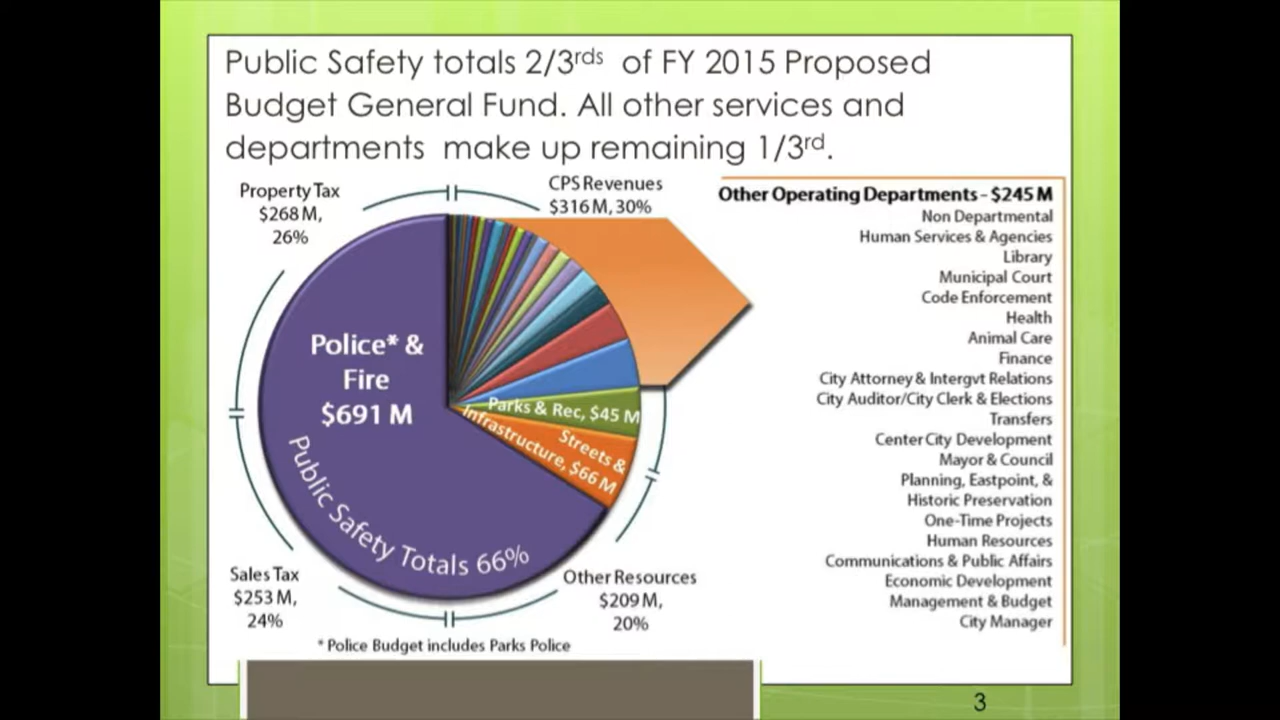 Public Safety totals 2/3rds of FY 2015 Proposed
Budget General Fund. All other services and
departments make up remaining 1/3rd.
Property Tax
$268 M,
26%
CPS Revenues
$316 M, 30%
Police* &
Fire
$691 M
Public Safety Totals 66%
Parks & Rec, $45 M
Streets &
Infrastructure, $66 M
Sales Tax
$253 M,
24%
Other Resources
$209 M,
20%
* Police Budget includes Parks Police
Other Operating Departments - $245 M
Non Departmental
Human Services & Agencies
Library
Municipal Court
Code Enforcement
Health
Animal Care
Finance
City Attorney & Intergvt Relations
City Auditor/City Clerk & Elections
Transfers
Center City Development
Mayor & Council
Planning, Eastpoint, &
Historic Preservation
One-Time Projects
Human Resources
Communications & Public Affairs
Economic Development
Management & Budget
City Manager
3